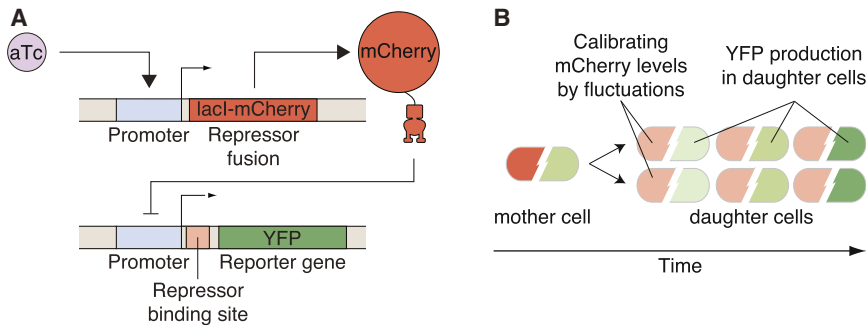 A
aTc
mCherry
lacI-mCherry
Promoter
Repressor
fusion
YFP
Promoter
Reporter gene
Repressor
binding site
B
Calibrating
mCherry levels
by fluctuations
YFP production
in daughter cells
mother cell
daughter cells
Time